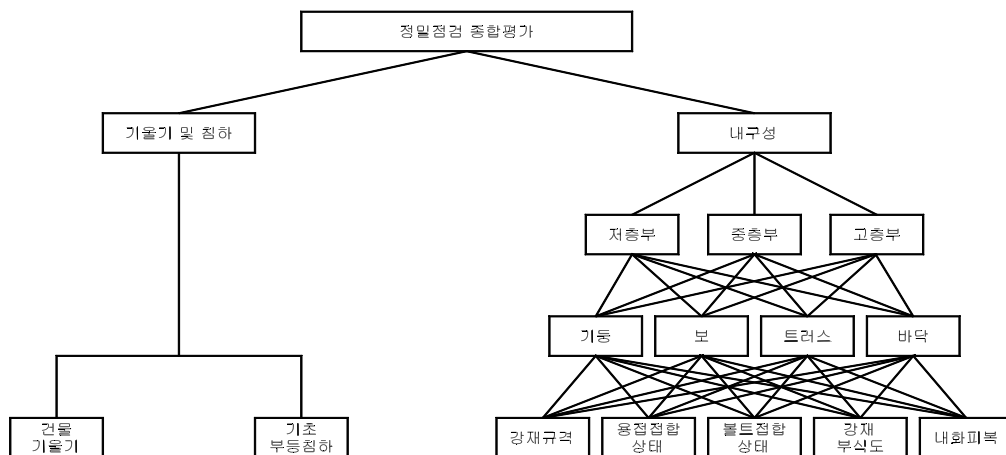 정밀점검 종합평가
기울기 및 침하
내구성
저층부
중층부
고층부
기둥
보
트러스
바닥
건물
기울기
기초
부등침하
강재규격
용접접합
상태
볼트접합
상태
강재
부식도
내화피복